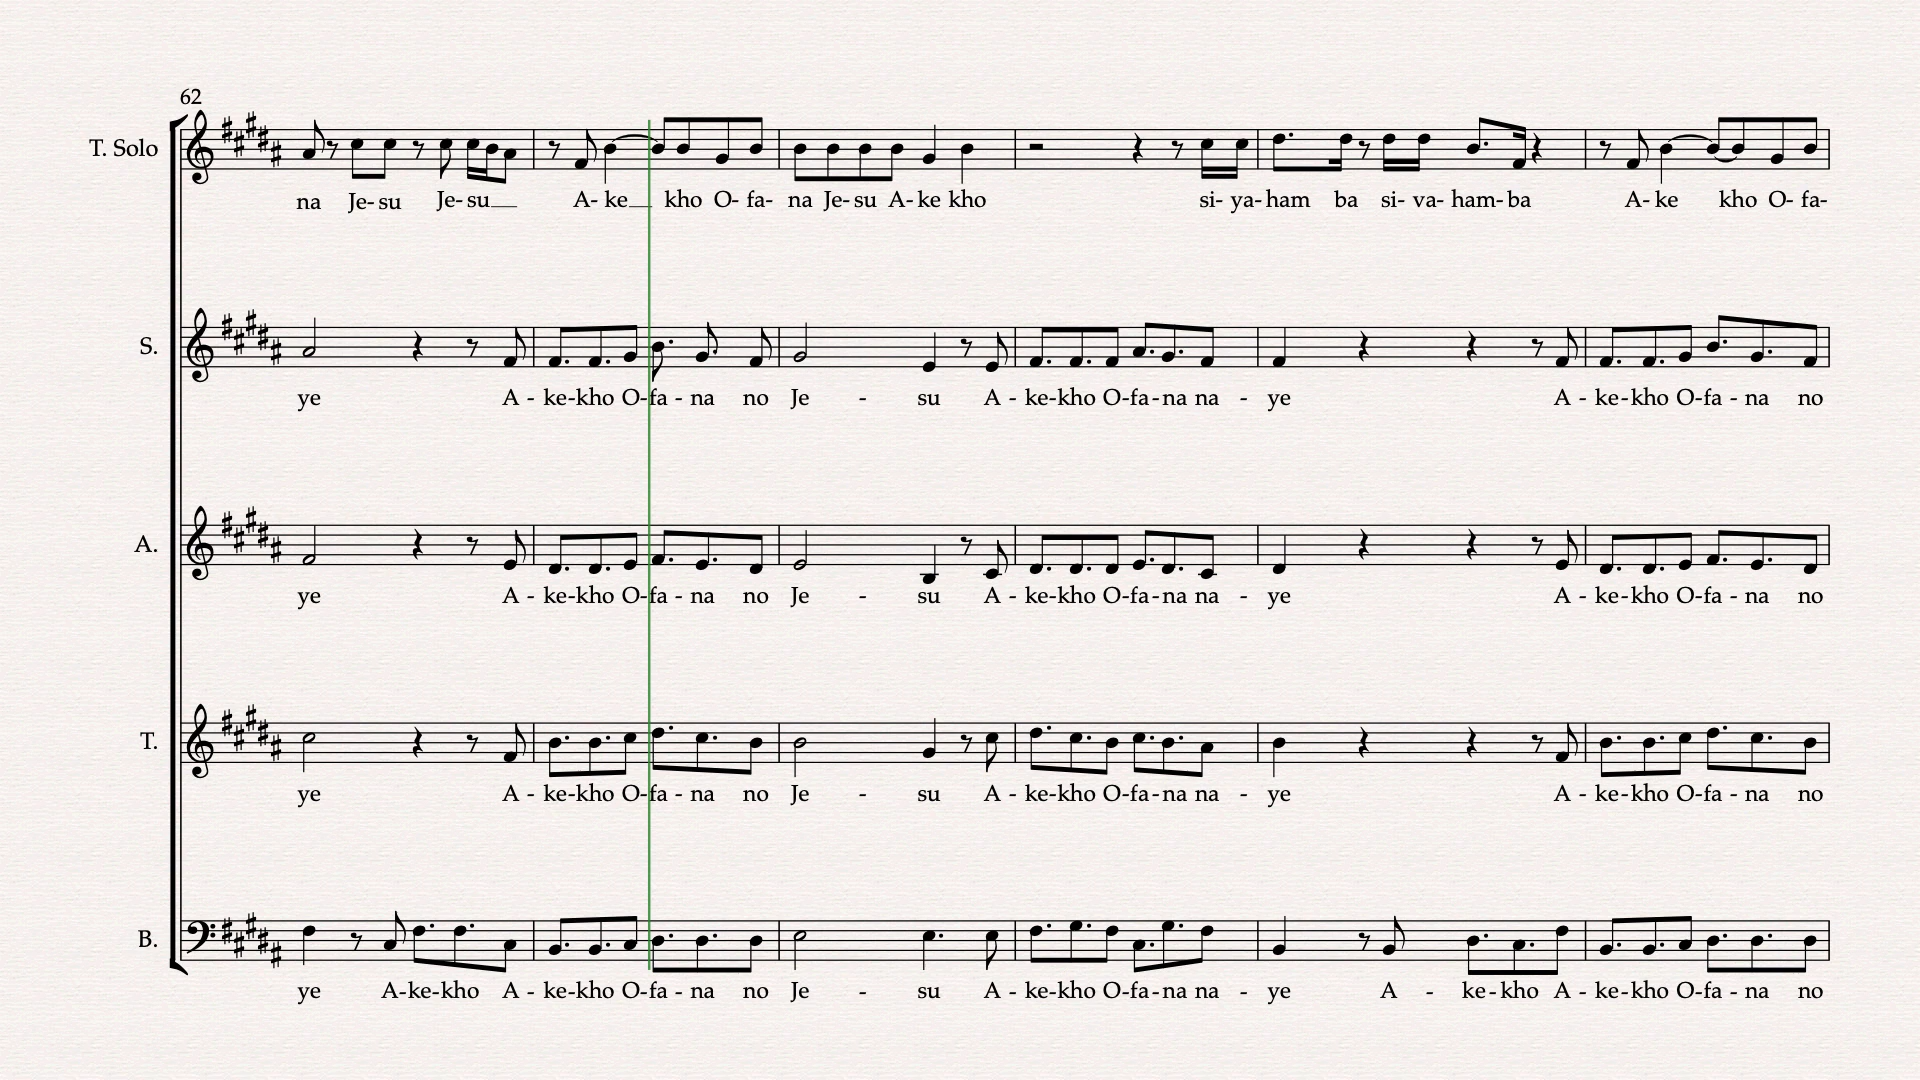 62
T. Solo
na Je- su Je- su A- ke kho O- fa- na Je- su A- ke kho si- ya- ham ba si- va- ham- ba A- ke kho O- fa-
S.
ye A - ke-kho O-fa - na no Je - su A - ke-kho O-fa-na na - ye A - ke-kho O-fa - na no
A.
ye A - ke-kho O-fa - na no Je - su A - ke-kho O-fa-na na - ye A - ke-kho O-fa - na no
T.
ye A - ke-kho O-fa - na no Je - su A - ke-kho O-fa-na na - ye A - ke-kho O-fa - na no
B.
ye A-ke-kho A - ke-kho O-fa - na no Je - su A - ke-kho O-fa-na na - ye A - ke-kho A - ke-kho O-fa - na no